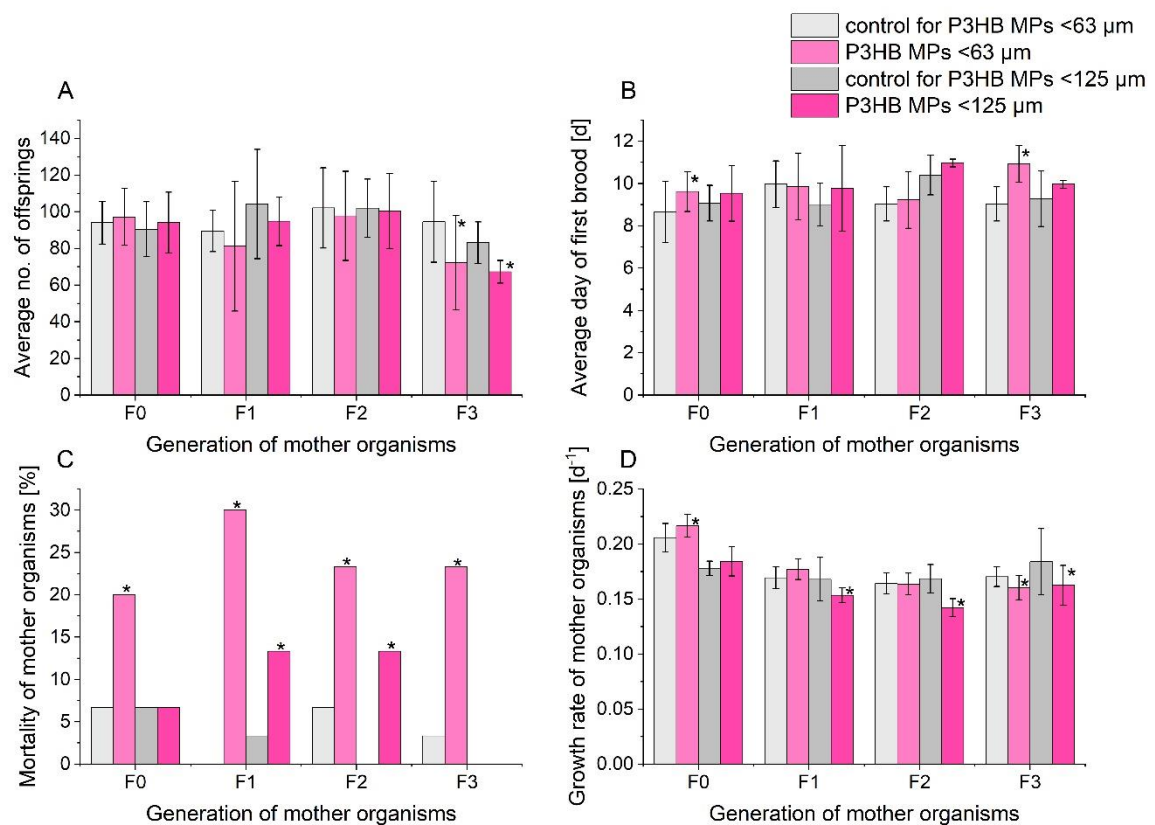 control for P3HB MPs <63 µm
P3HB MPs <63 µm
control for P3HB MPs <125 µm
P3HB MPs <125 µm
A
Average no. of offsprings
140
120
100
80
60
40
20
0
*
*
F0 F1 F2 F3
Generation of mother organisms
B
Average day of first brood [d]
12
10
8
6
4
2
0
*
*
F0 F1 F2 F3
Generation of mother organisms
C
Mortality of mother organisms [%]
30
25
20
15
10
5
0
*
*
*
*
*
*
F0 F1 F2 F3
Generation of mother organisms
D
Growth rate of mother organisms [d⁻¹]
0.25
0.20
0.15
0.10
0.05
0.00
*
*
*
*
*
F0 F1 F2 F3
Generation of mother organisms